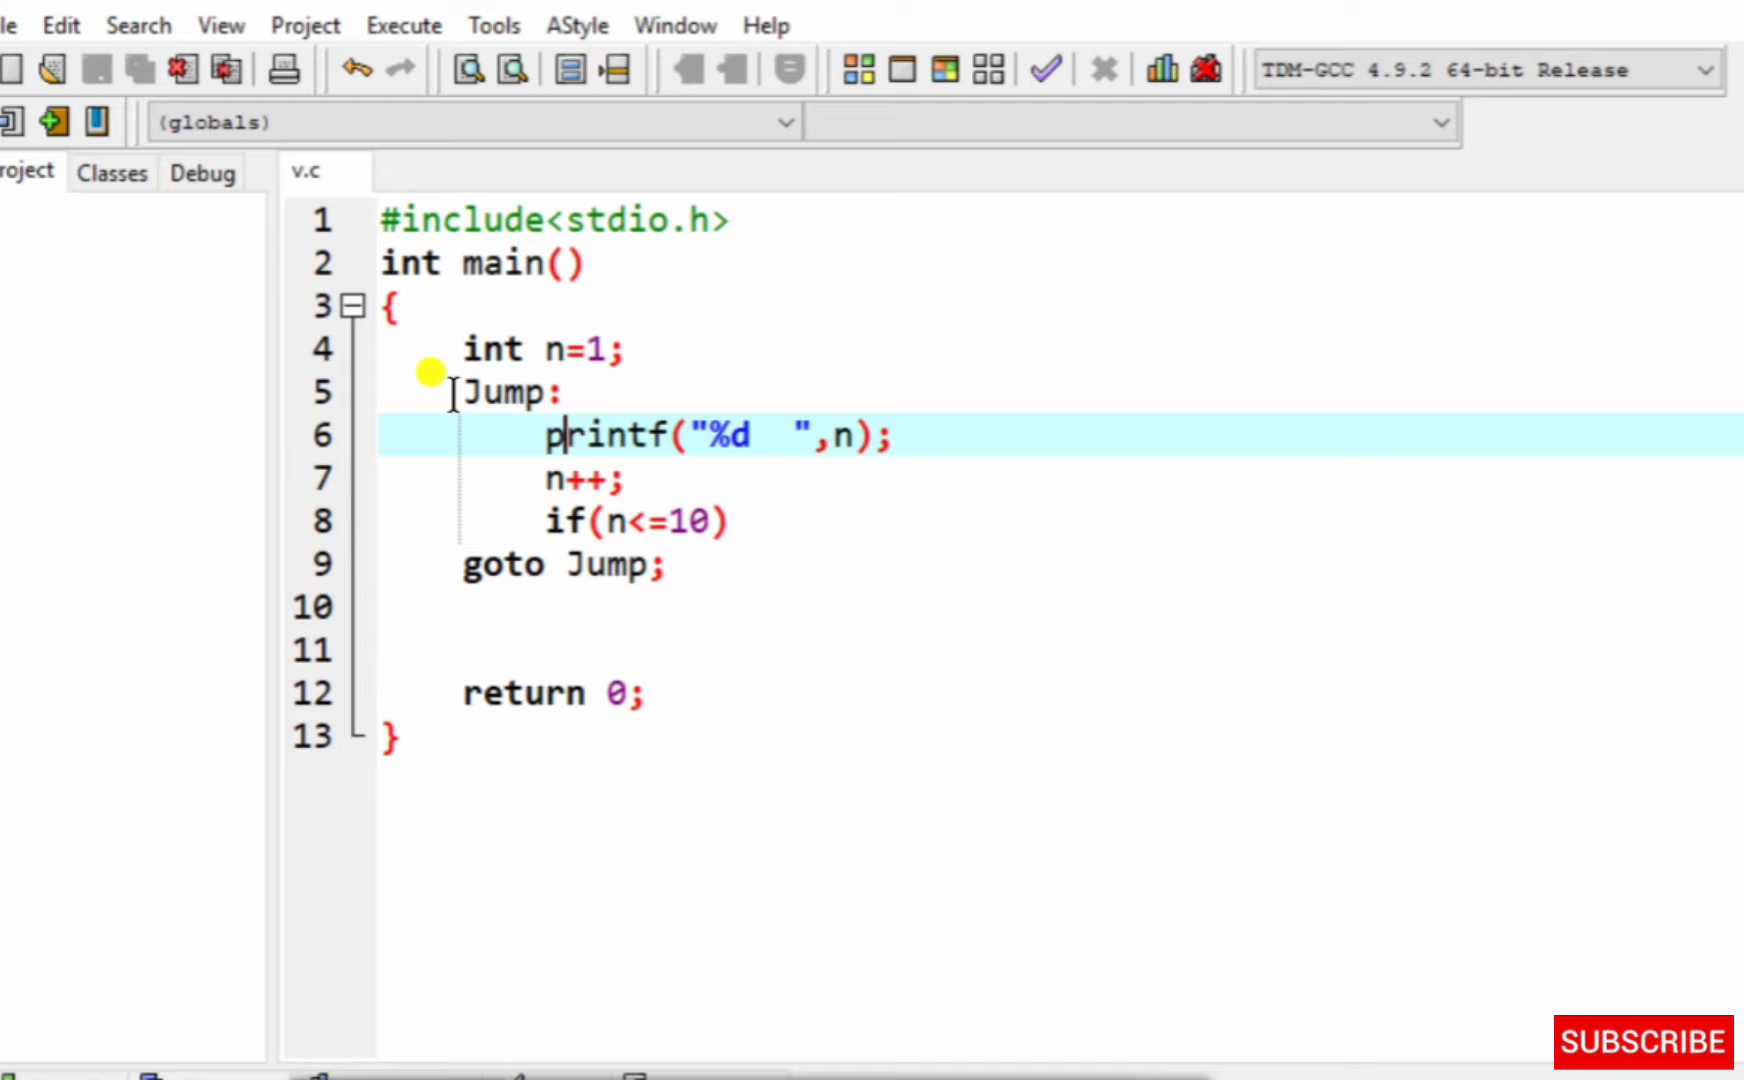 le Edit Search View Project Execute Tools AStyle Window Help
TDM-GCC 4.9.2 64-bit Release
(globals)
roject Classes Debug v.c
1 #include<stdio.h>
2 int main()
3 {
4 int n=1;
5 Jump:
6 printf("%d  ",n);
7 n++;
8 if(n<=10)
9 goto Jump;
10
11
12 return 0;
13 }
SUBSCRIBE